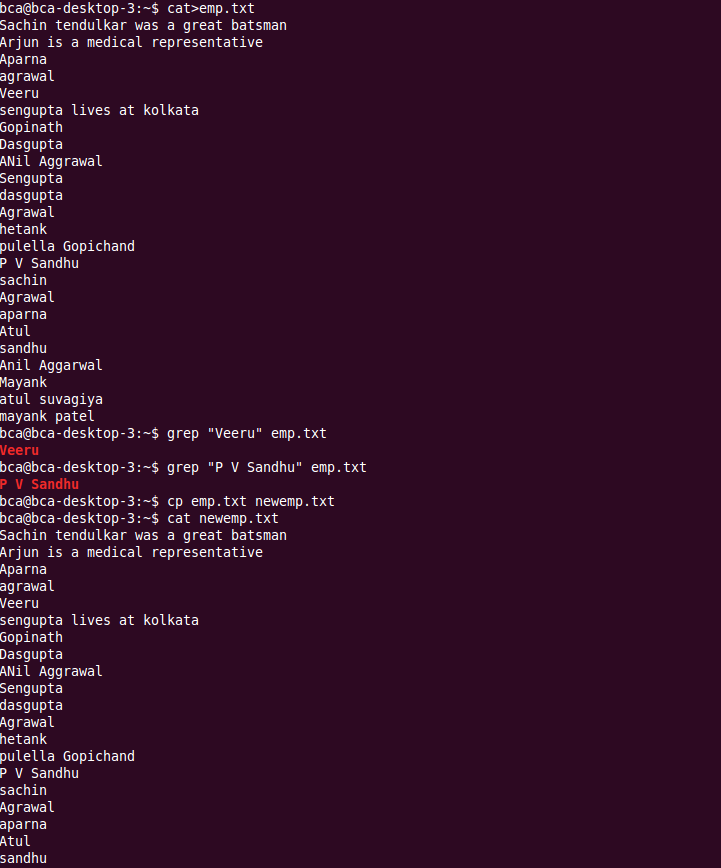 bca@bca-desktop-3:~$ cat>emp.txt
Sachin tendulkar was a great batsman
Arjun is a medical representative
Aparna
agrawal
Veeru
sengupta lives at kolkata
Gopinath
Dasgupta
ANil Aggrawal
Sengupta
dasgupta
Agrawal
hetank
pulella Gopichand
P V Sandhu
sachin
Agrawal
aparna
Atul
sandhu
Anil Aggarwal
Mayank
atul suvagiya
mayank patel
bca@bca-desktop-3:~$ grep "Veeru" emp.txt
Veeru
bca@bca-desktop-3:~$ grep "P V Sandhu" emp.txt
P V Sandhu
bca@bca-desktop-3:~$ cp emp.txt newemp.txt
bca@bca-desktop-3:~$ cat newemp.txt
Sachin tendulkar was a great batsman
Arjun is a medical representative
Aparna
agrawal
Veeru
sengupta lives at kolkata
Gopinath
Dasgupta
ANil Aggrawal
Sengupta
dasgupta
Agrawal
hetank
pulella Gopichand
P V Sandhu
sachin
Agrawal
aparna
Atul
sandhu